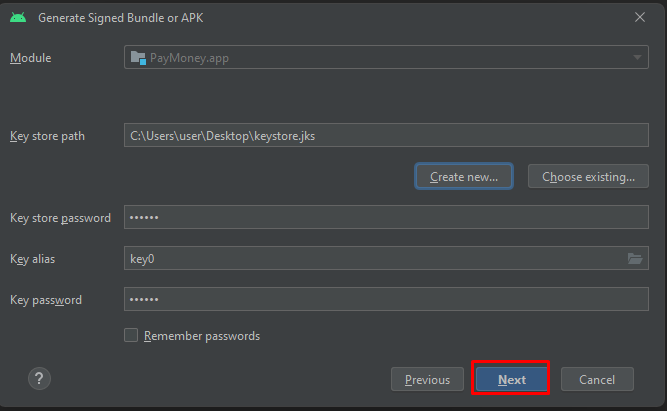 Generate Signed Bundle or APK
Module PayMoney.app
Key store path C:\Users\user\Desktop\keystore.jks
Create new... Choose existing...
Key store password ••••••
Key alias key0
Key password ••••••
Remember passwords
? Previous Next Cancel